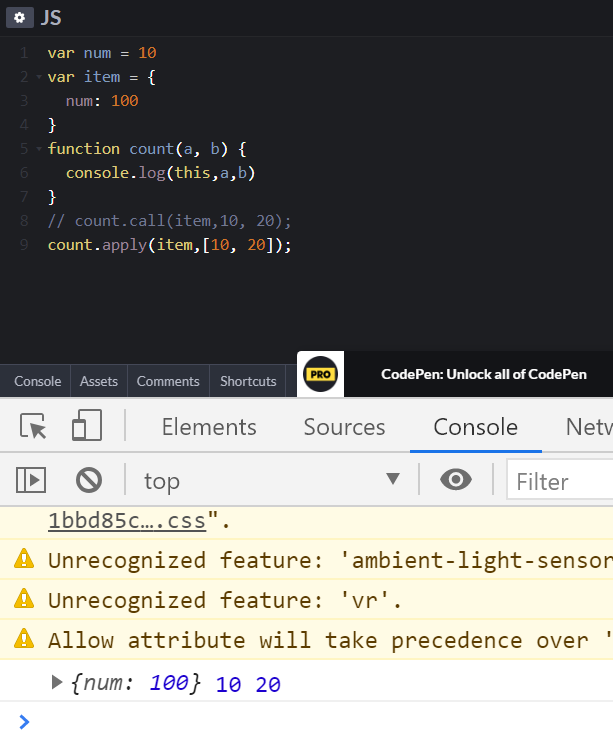 JS
1 var num = 10
2 var item = {
3 num: 100
4 }
5 function count(a, b) {
6 console.log(this,a,b)
7 }
8 // count.call(item,10, 20);
9 count.apply(item,[10, 20]);
Console Assets Comments Shortcuts PRO CodePen: Unlock all of CodePen
Elements Sources Console Netw
top Filter
1bbd85c….css".
Unrecognized feature: 'ambient-light-sensor
Unrecognized feature: 'vr'.
Allow attribute will take precedence over '
{num: 100} 10 20